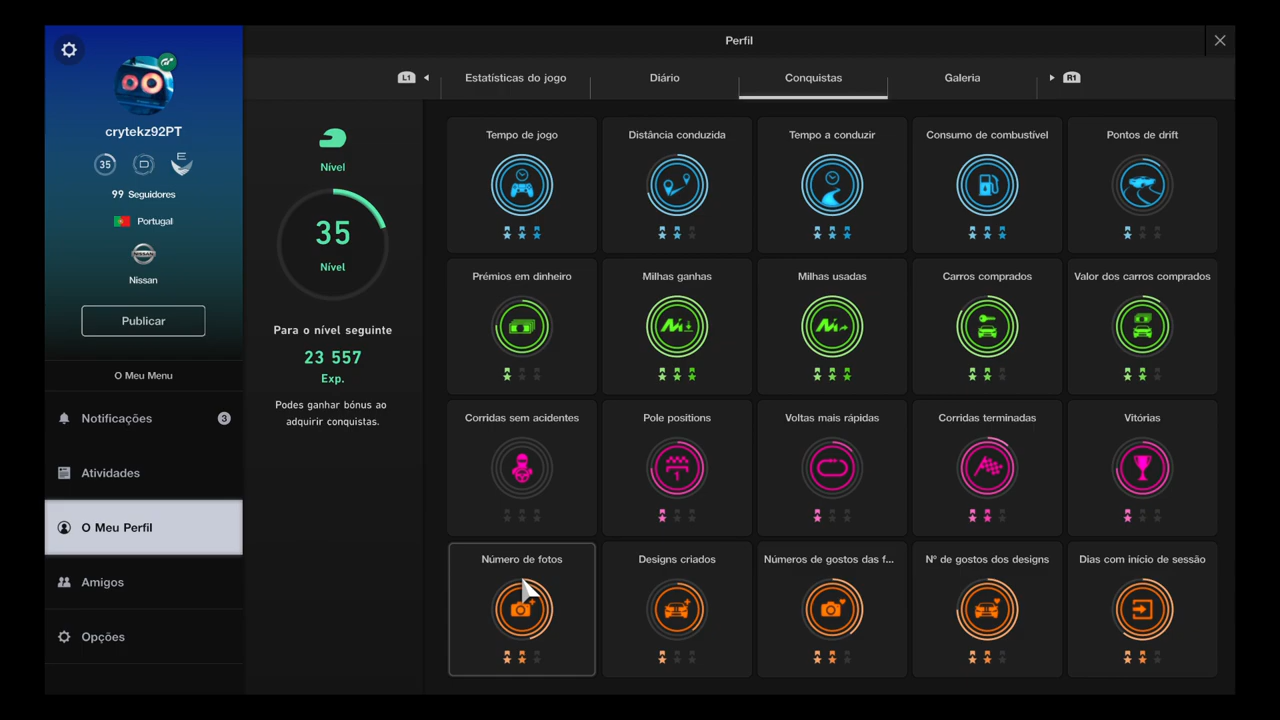 Perfil
L1
Estatísticas do jogo
Diário
Conquistas
Galeria
R1
crytekz92PT
35
D
E
99 Seguidores
Portugal
NISSAN
Nissan
Publicar
O Meu Menu
Notificações
3
Atividades
O Meu Perfil
Amigos
Opções
Nível
35
Nível
Para o nível seguinte
23 557
Exp.
Podes ganhar bónus ao
adquirir conquistas.
Tempo de jogo
Distância conduzida
Tempo a conduzir
Consumo de combustível
Pontos de drift
Prémios em dinheiro
Milhas ganhas
Milhas usadas
Carros comprados
Valor dos carros comprados
Corridas sem acidentes
Pole positions
Voltas mais rápidas
Corridas terminadas
Vitórias
Número de fotos
Designs criados
Números de gostos das f...
Nº de gostos dos designs
Dias com início de sessão